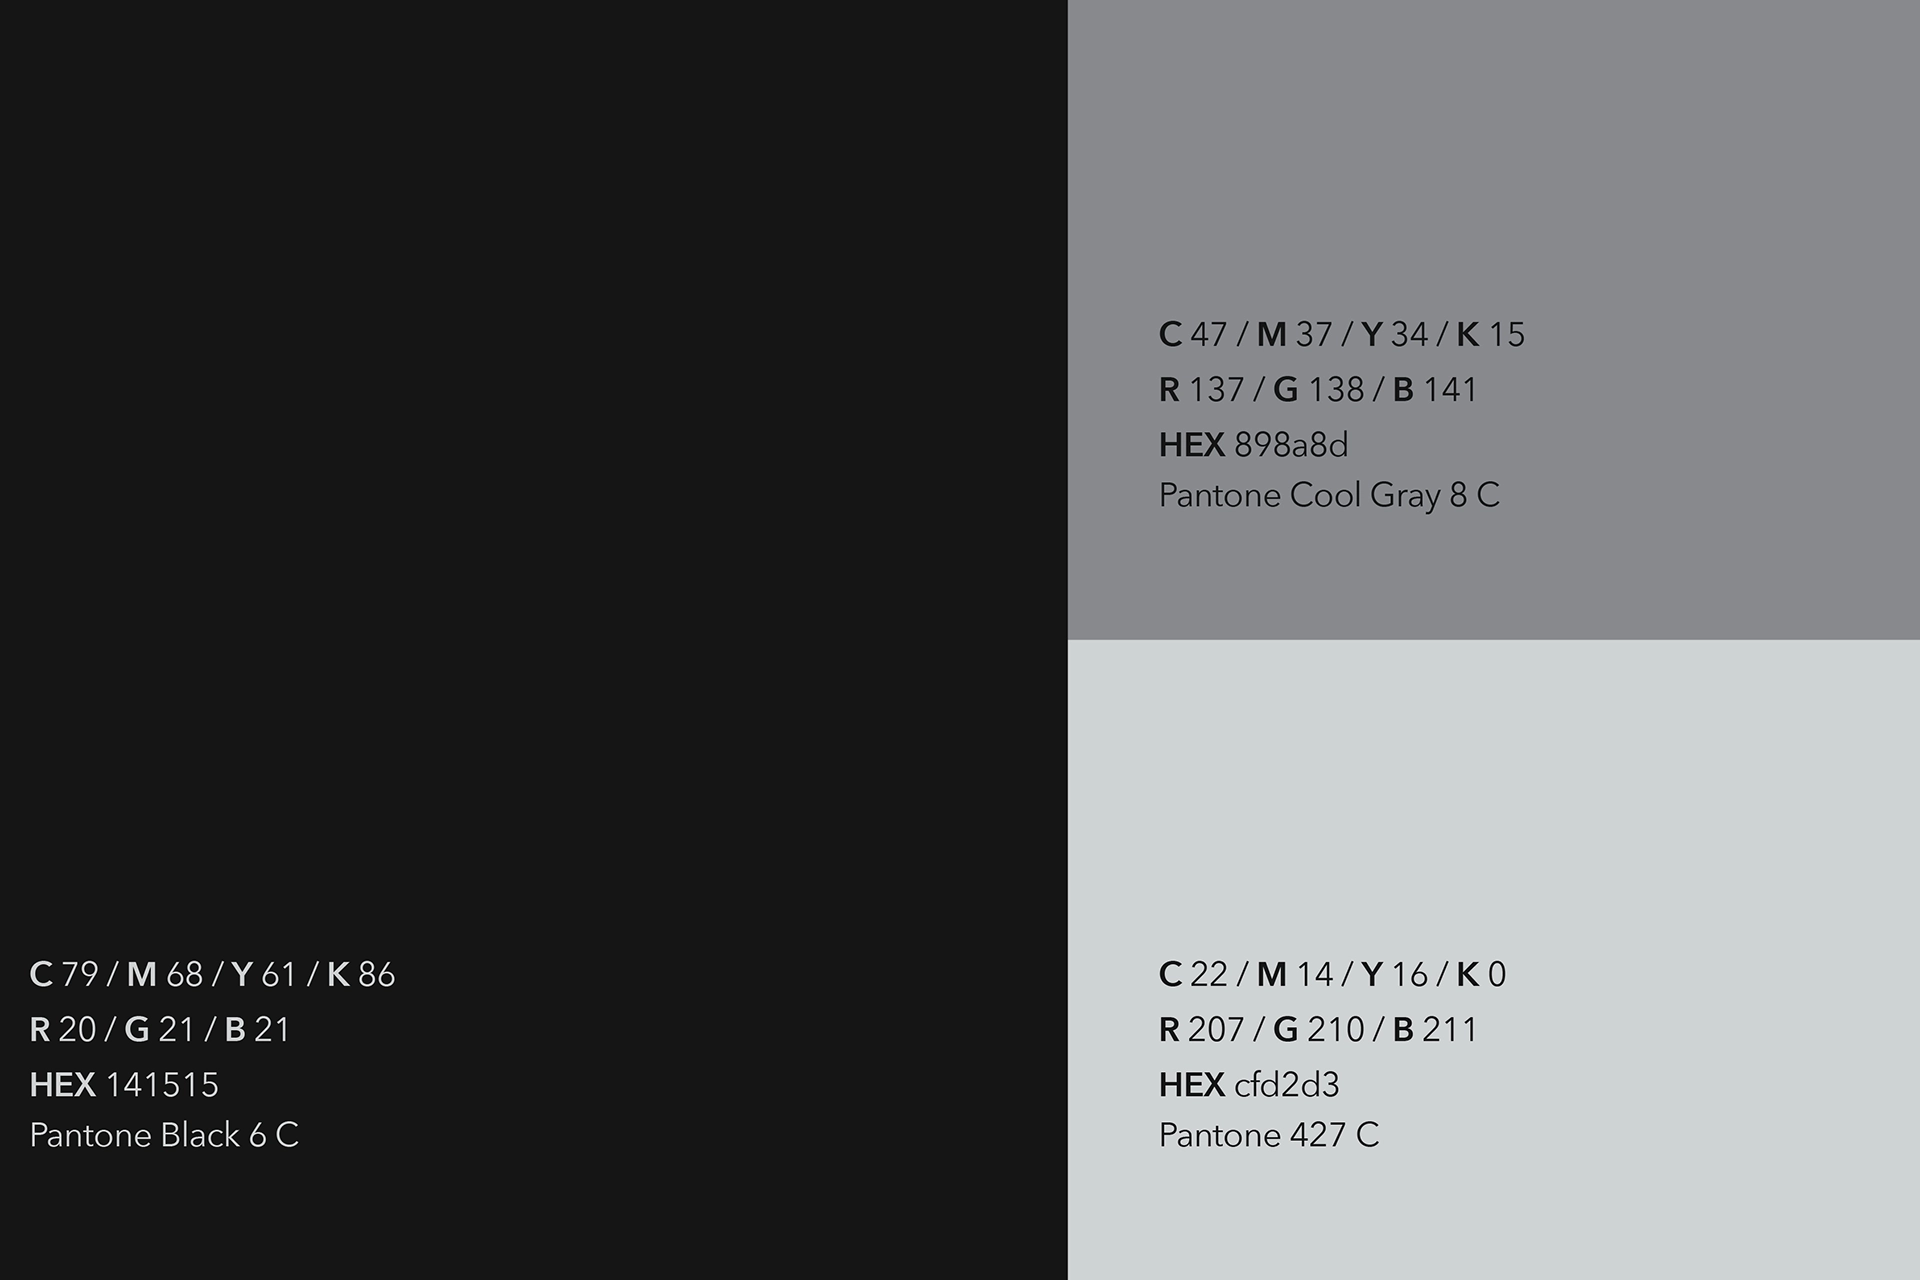 C 47 / M 37 / Y 34 / K 15
R 137 / G 138 / B 141
HEX 898a8d
Pantone Cool Gray 8 C
C 79 / M 68 / Y 61 / K 86
R 20 / G 21 / B 21
HEX 141515
Pantone Black 6 C
C 22 / M 14 / Y 16 / K 0
R 207 / G 210 / B 211
HEX cfd2d3
Pantone 427 C